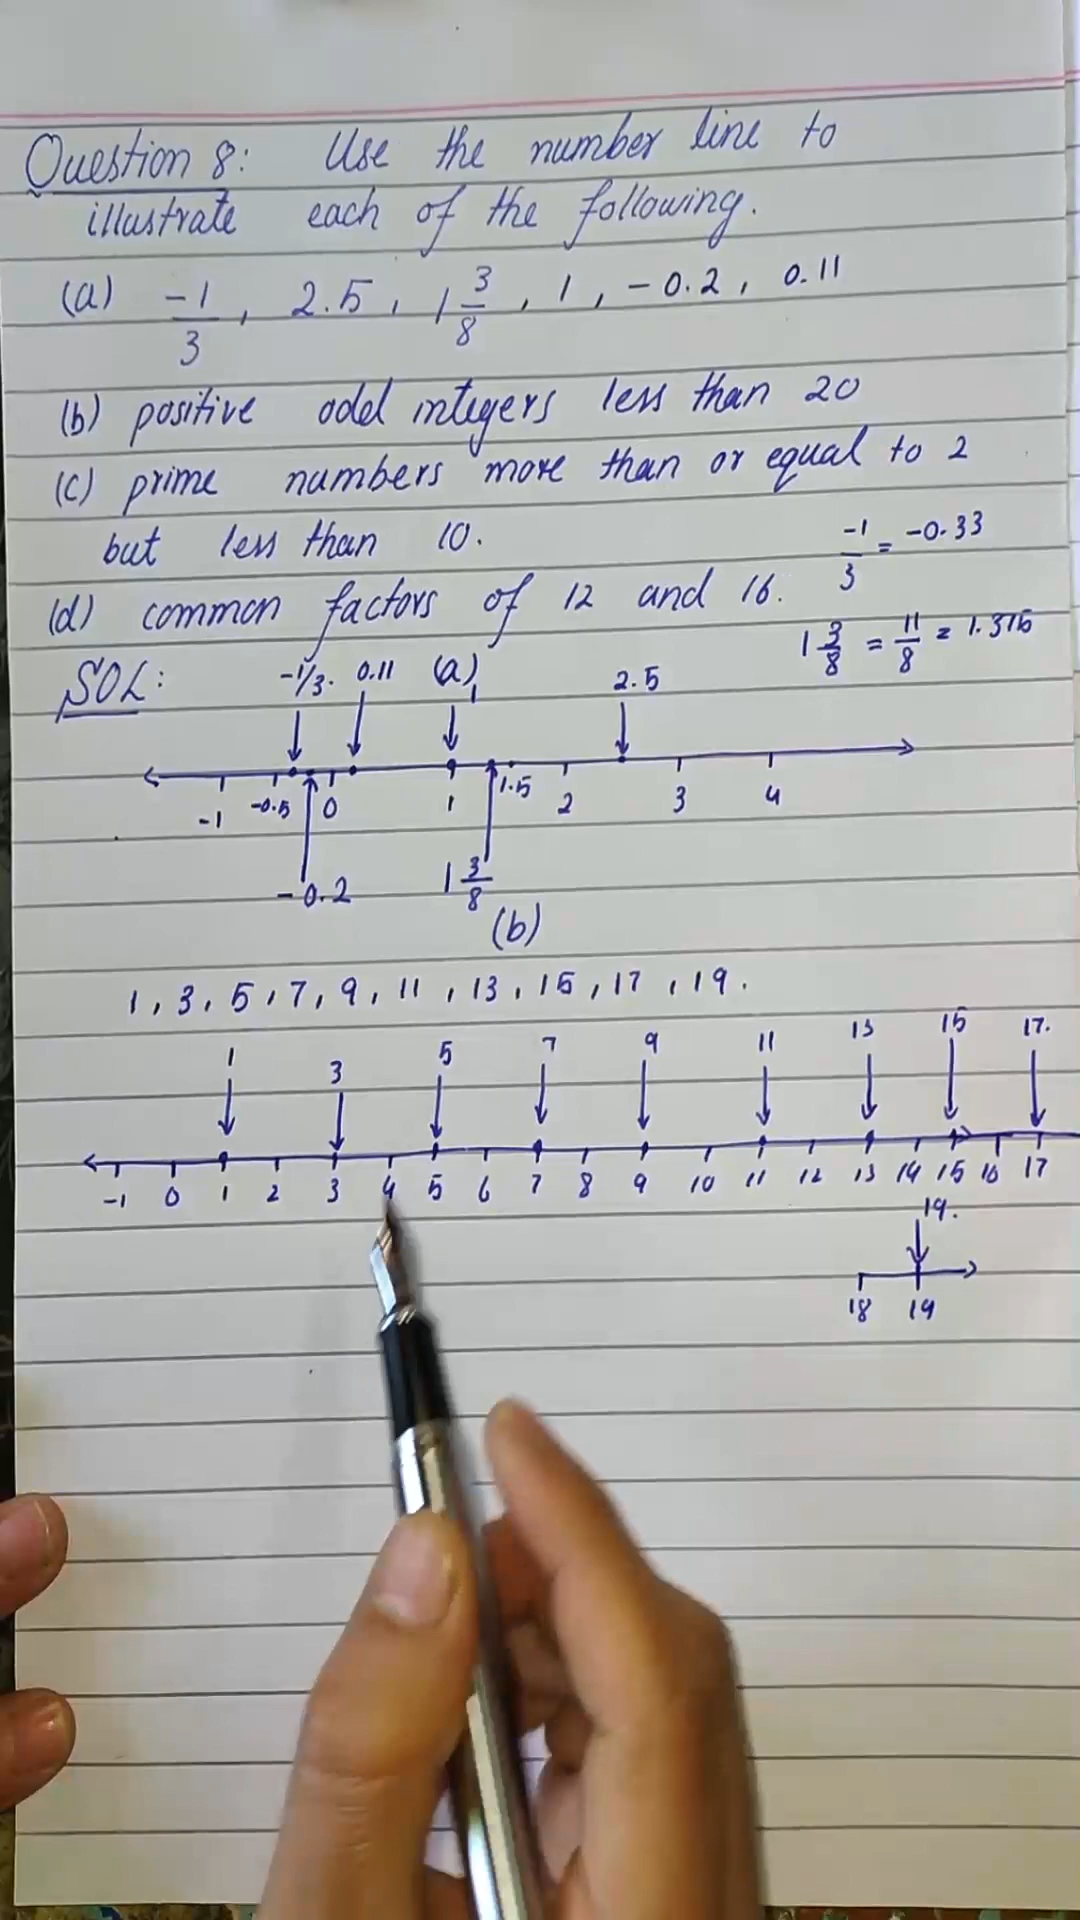 Question 8: Use the number line to
illustrate each of the following.
(a) -1/3, 2.5, 1 3/8, 1, -0.2, 0.11
(b) positive odd integers less than 20
(c) prime numbers more than or equal to 2
but less than 10.
-1/3 = -0.33
(d) common factors of 12 and 16.
1 3/8 = 11/8 = 1.375
SOL:
(a)
-1/3. 0.11 1 2.5
-1 -0.5 0 1 1.5 2 3 4
-0.2 1 3/8
(b)
1, 3, 5, 7, 9, 11, 13, 15, 17, 19.
1 3 5 7 9 11 13 15 17.
-1 0 1 2 3 4 5 6 7 8 9 10 11 12 13 14 15 16 17
19.
18 19